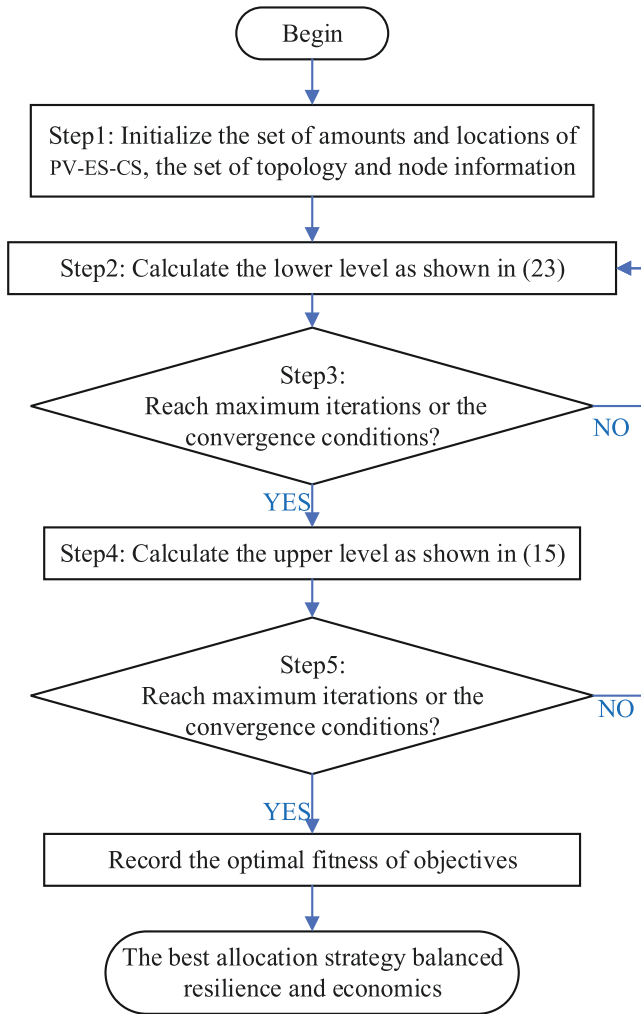 Begin
Step1: Initialize the set of amounts and locations of
PV-ES-CS, the set of topology and node information
Step2: Calculate the lower level as shown in (23)
Step3:
Reach maximum iterations or the
convergence conditions?
NO
YES
Step4: Calculate the upper level as shown in (15)
Step5:
Reach maximum iterations or the
convergence conditions?
NO
YES
Record the optimal fitness of objectives
The best allocation strategy balanced
resilience and economics